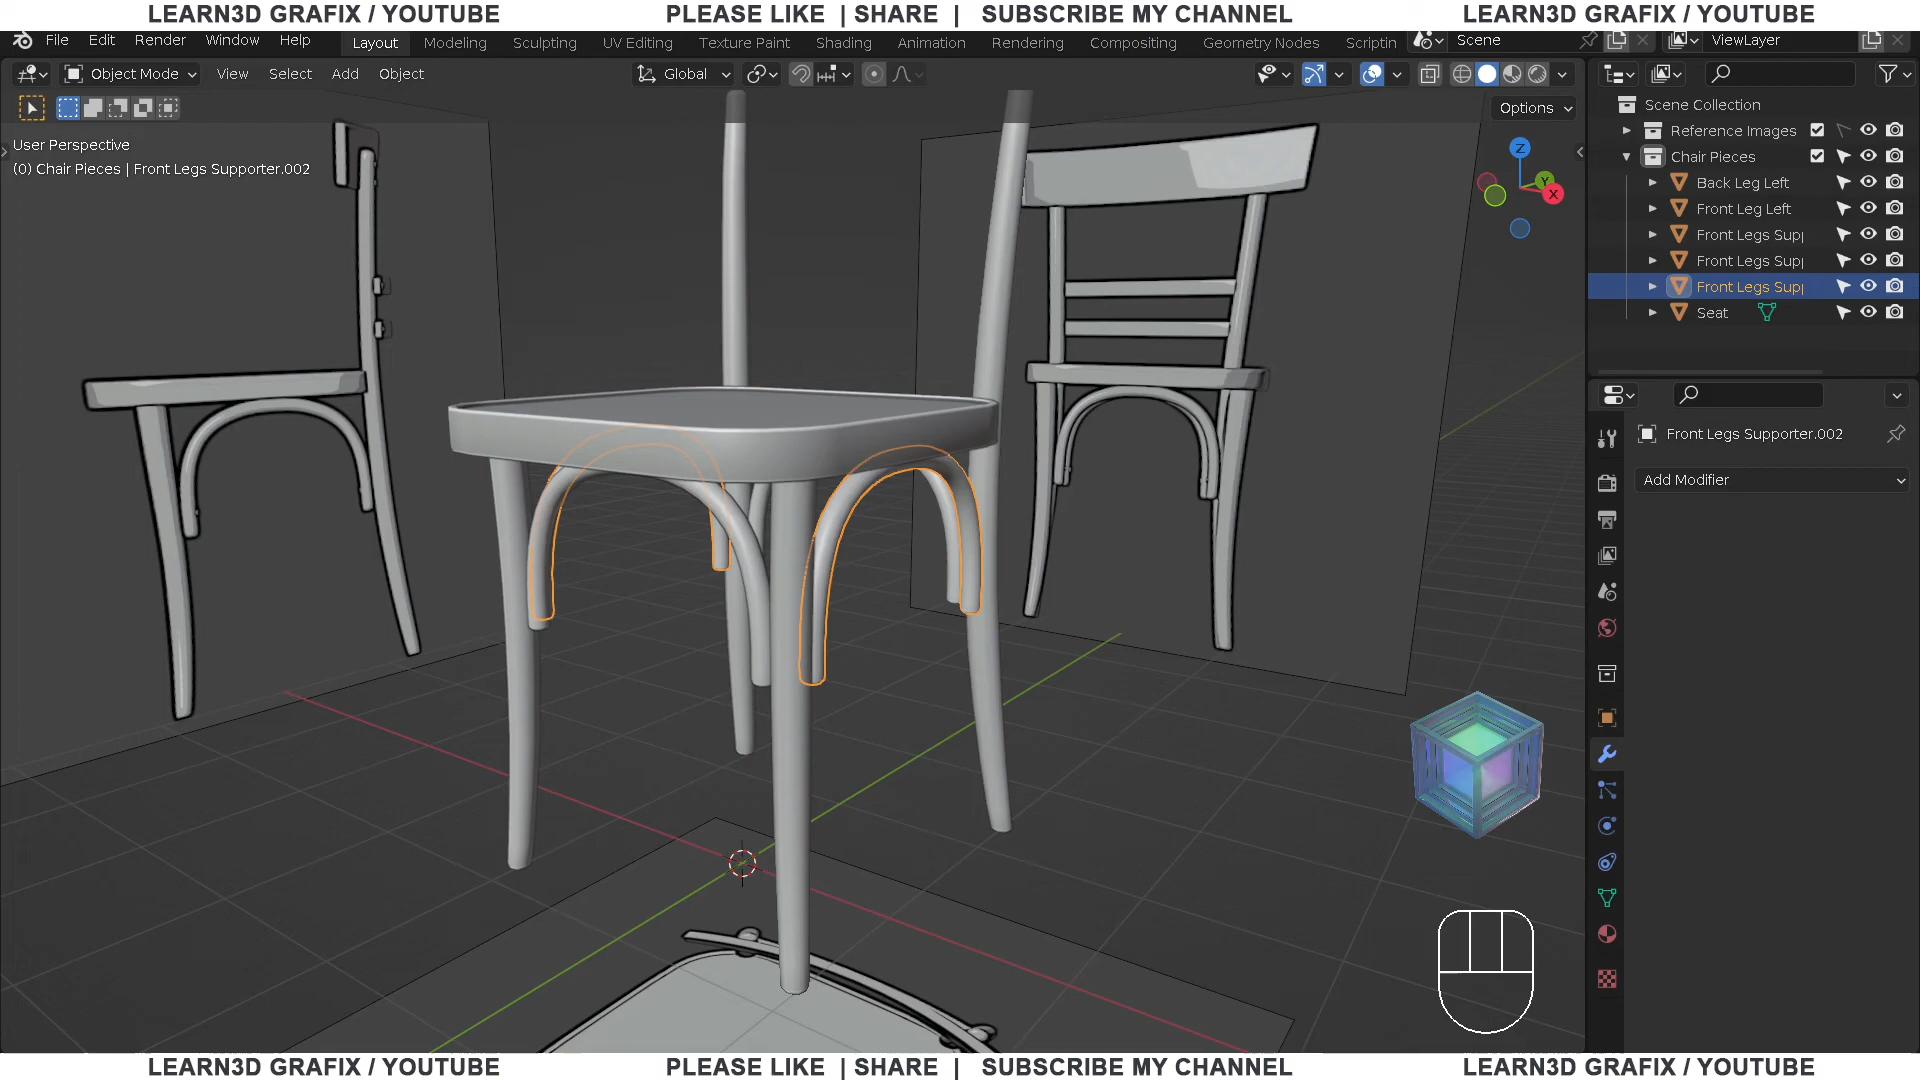 LEARN3D GRAFIX / YOUTUBE PLEASE LIKE | SHARE | SUBSCRIBE MY CHANNEL LEARN3D GRAFIX / YOUTUBE
File Edit Render Window Help Layout Modeling Sculpting UV Editing Texture Paint Shading Animation Rendering Compositing Geometry Nodes Scriptin Scene ViewLayer
Object Mode View Select Add Object Global
Options
User Perspective
(0) Chair Pieces | Front Legs Supporter.002
Z
Y
X
Scene Collection
Reference Images
Chair Pieces
Back Leg Left
Front Leg Left
Front Legs Supp
Front Legs Supp
Front Legs Supp
Seat
Front Legs Supporter.002
Add Modifier
LEARN3D GRAFIX / YOUTUBE PLEASE LIKE | SHARE | SUBSCRIBE MY CHANNEL LEARN3D GRAFIX / YOUTUBE